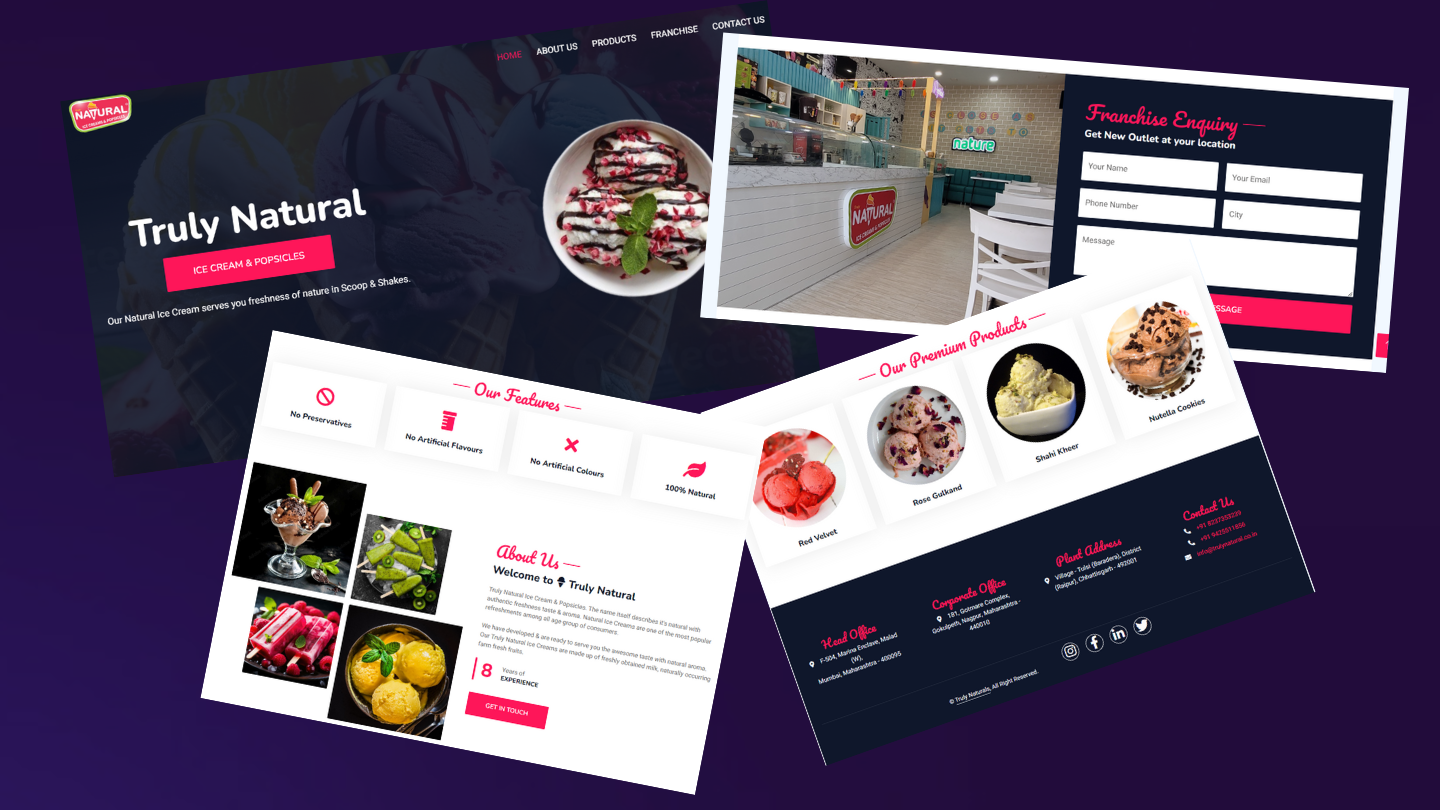 HOME ABOUT US PRODUCTS FRANCHISE CONTACT US
NATURAL
ICE CREAM & POPSICLES
Truly Natural
ICE CREAM & POPSICLES
Our Natural Ice Cream serves you freshness of nature in Scoop & Shakes.
nature
NATURAL
ICE CREAM & POPSICLES
Franchise Enquiry
Get New Outlet at your location
Your Name
Your Email
Phone Number
City
Message
SSAGE
Our Features
No Preservatives
No Artificial Flavours
No Artificial Colours
100% Natural
About Us
Welcome to Truly Natural
Truly Natural Ice Cream & Popsicles. The name itself describes it's natural with
authentic freshness taste & aroma. Natural Ice Creams are one of the most popular
refreshments among all age group of consumers.
We have developed & are ready to serve you the awesome taste with natural aroma.
Our Truly Natural Ice Creams are made up of freshly obtained milk, naturally occurring
farm fresh fruits.
8 Years of
EXPERIENCE
GET IN TOUCH
Our Premium Products
Red Velvet
Rose Gulkand
Shahi Kheer
Nutella Cookies
Head Office
F-504, Marina Enclave, Malad
(W),
Mumbai, Maharashtra - 400095
Corporate Office
181, Gotmare Complex,
Gokulpeth, Nagpur, Maharashtra -
440010
Plant Address
Village - Tulsi (Baradera), District
(Raipur), Chhattisgarh - 492001
Contact Us
+91 8237253239
+91 9425511856
info@trulynatural.co.in
© Truly Naturals, All Right Reserved.